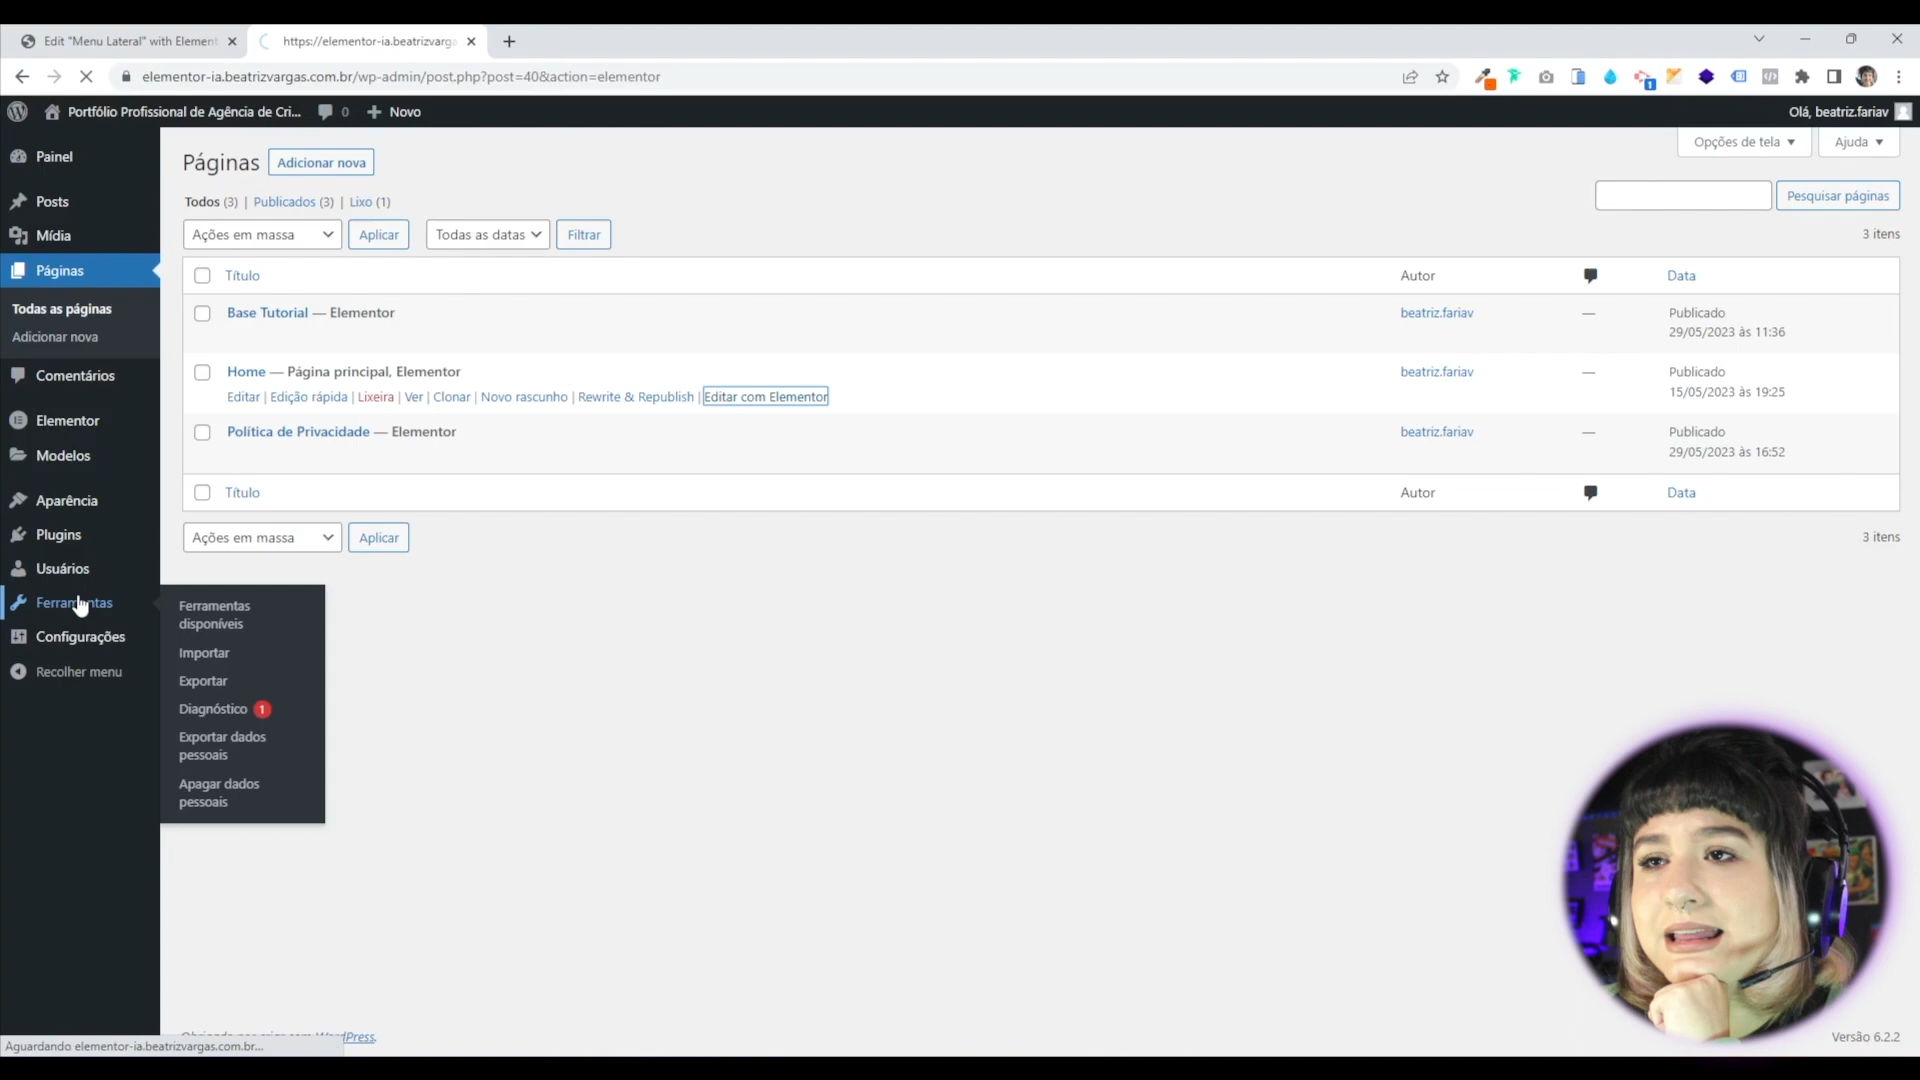 Edit "Menu Lateral" with Element
https://elementor-ia.beatrizvarga
elementor-ia.beatrizvargas.com.br/wp-admin/post.php?post=40&action=elementor
Portfólio Profissional de Agência de Cri... 0 Novo Olá, beatriz.fariav
Opções de tela Ajuda
Painel
Posts
Mídia
Páginas
Todas as páginas
Adicionar nova
Comentários
Elementor
Modelos
Aparência
Plugins
Usuários
Ferramentas
Configurações
Recolher menu
Ferramentas
disponíveis
Importar
Exportar
Diagnóstico 1
Exportar dados
pessoais
Apagar dados
pessoais
Páginas Adicionar nova
Todos (3) | Publicados (3) | Lixo (1)
Pesquisar páginas
Ações em massa Aplicar Todas as datas Filtrar 3 itens
Título Autor Data
Base Tutorial — Elementor beatriz.fariav — Publicado
29/05/2023 às 11:36
Home — Página principal, Elementor beatriz.fariav — Publicado
15/05/2023 às 19:25
Editar | Edição rápida | Lixeira | Ver | Clonar | Novo rascunho | Rewrite & Republish | Editar com Elementor
Política de Privacidade — Elementor beatriz.fariav — Publicado
29/05/2023 às 16:52
Título Autor Data
Ações em massa Aplicar 3 itens
Obrigado por criar com WordPress.
Versão 6.2.2
Aguardando elementor-ia.beatrizvargas.com.br...